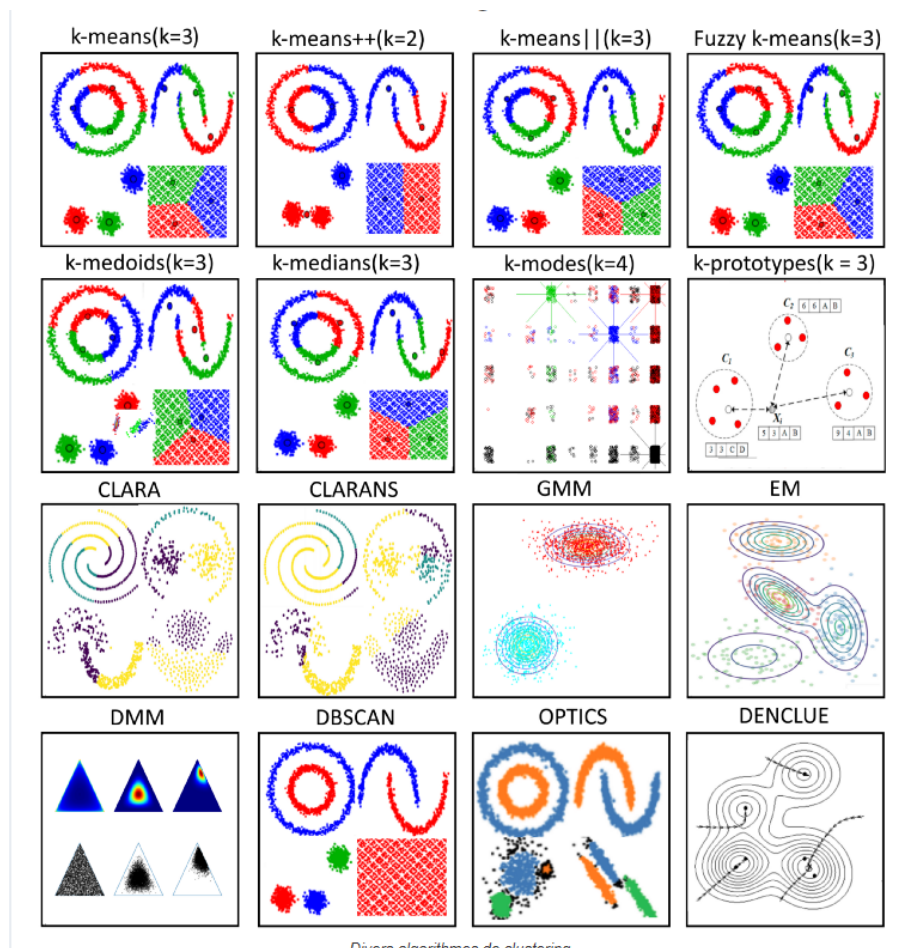 k-means(k=3) k-means++(k=2) k-means||(k=3) Fuzzy k-means(k=3)
k-medoids(k=3) k-medians(k=3) k-modes(k=4) k-prototypes(k = 3)
C2 6 6 A B
C1 C3
X
5 3 A B 9 4 A B
3 3 C D
CLARA CLARANS GMM EM
DMM DBSCAN OPTICS DENCLUE
Divers algorithmes de clustering